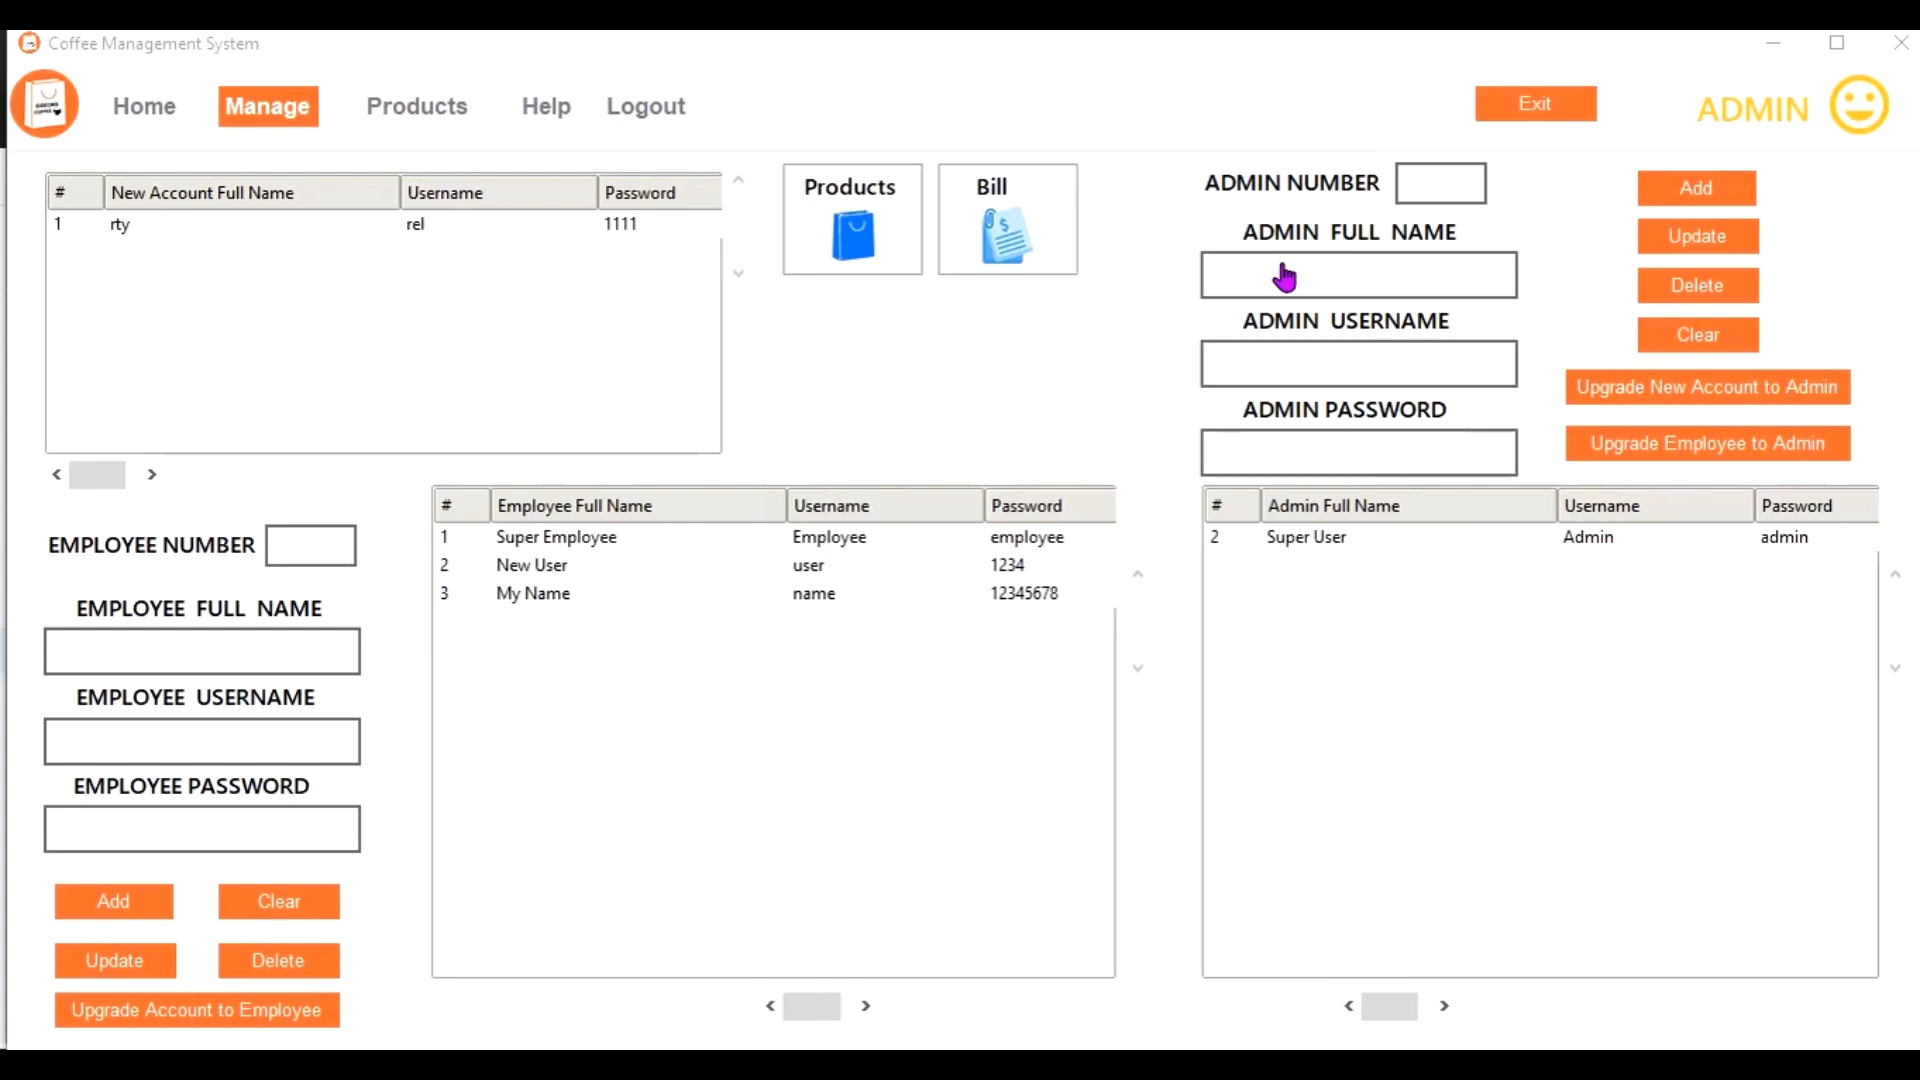 Coffee Management System
Home Manage Products Help Logout Exit ADMIN
# New Account Full Name Username Password
1 rty rel 1111
Products Bill
ADMIN NUMBER
ADMIN FULL NAME
ADMIN USERNAME
ADMIN PASSWORD
Add
Update
Delete
Clear
Upgrade New Account to Admin
Upgrade Employee to Admin
EMPLOYEE NUMBER
EMPLOYEE FULL NAME
EMPLOYEE USERNAME
EMPLOYEE PASSWORD
Add Clear
Update Delete
Upgrade Account to Employee
# Employee Full Name Username Password
1 Super Employee Employee employee
2 New User user 1234
3 My Name name 12345678
# Admin Full Name Username Password
2 Super User Admin admin